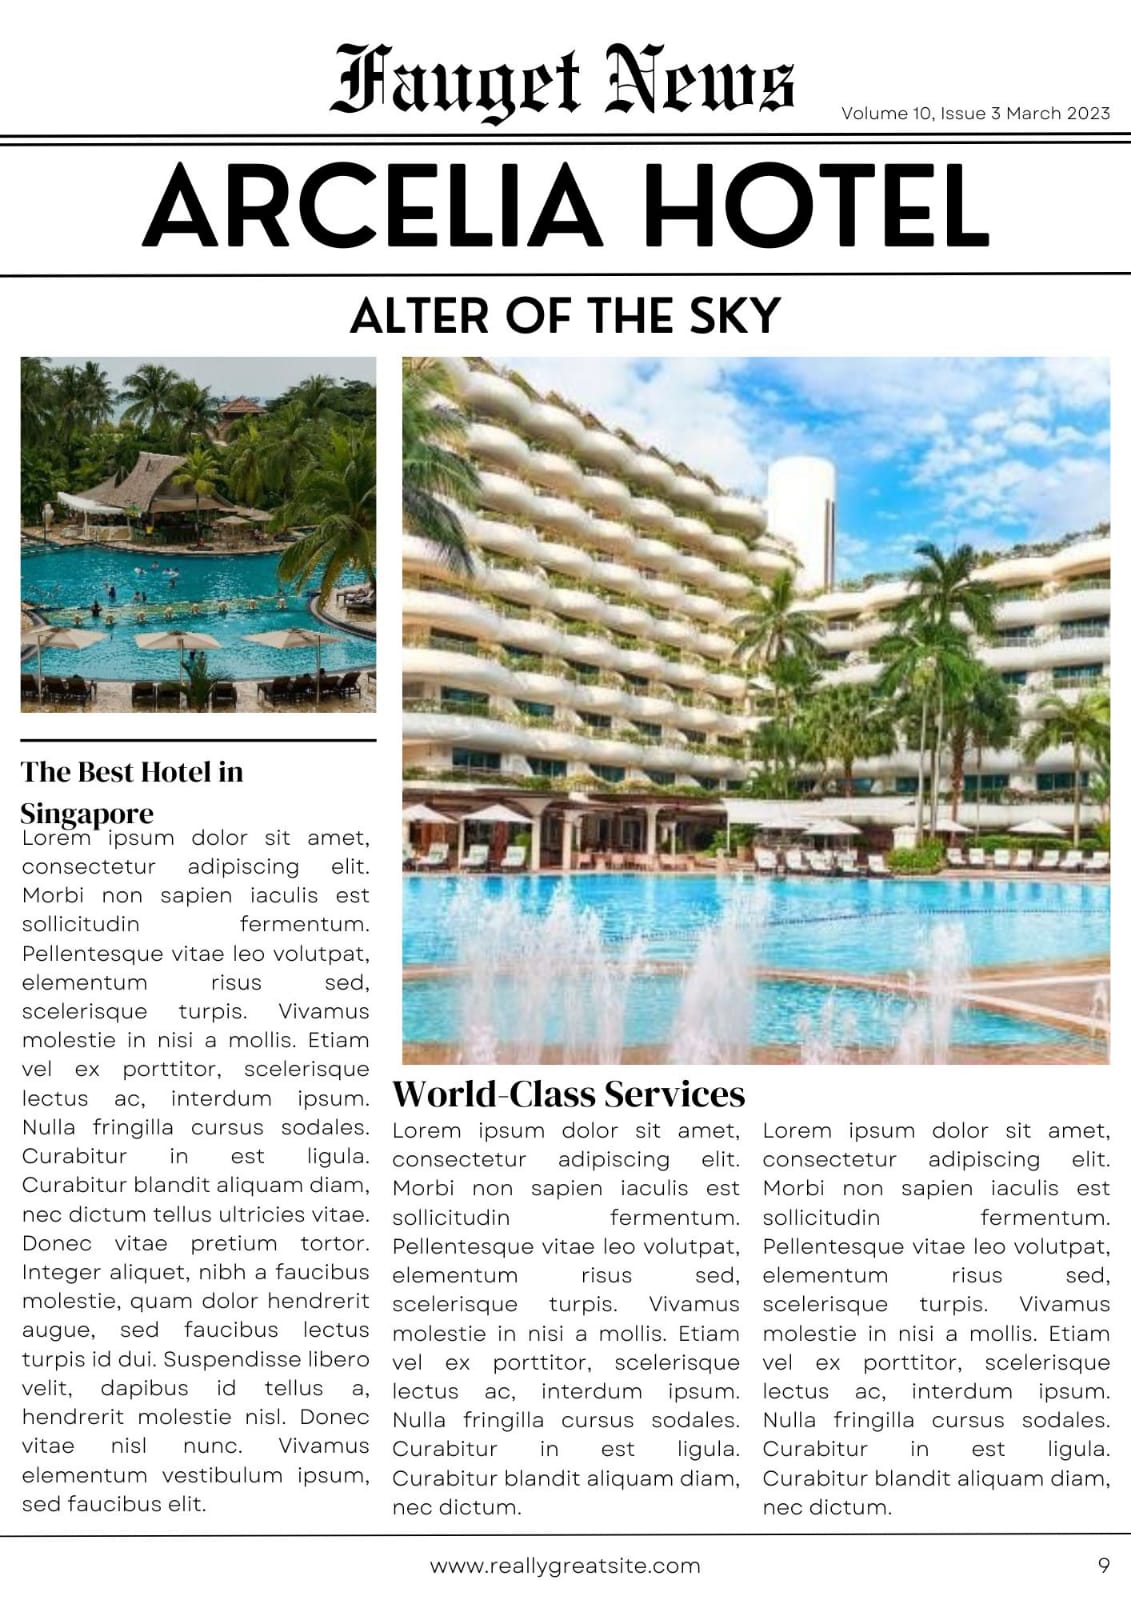 Fauget News
Volume 10, Issue 3 March 2023
ARCELIA HOTEL
ALTER OF THE SKY
The Best Hotel in
Singapore
Lorem ipsum dolor sit amet,
consectetur adipiscing elit.
Morbi non sapien iaculis est
sollicitudin fermentum.
Pellentesque vitae leo volutpat,
elementum risus sed,
scelerisque turpis. Vivamus
molestie in nisi a mollis. Etiam
vel ex porttitor, scelerisque
lectus ac, interdum ipsum.
Nulla fringilla cursus sodales.
Curabitur in est ligula.
Curabitur blandit aliquam diam,
nec dictum tellus ultricies vitae.
Donec vitae pretium tortor.
Integer aliquet, nibh a faucibus
molestie, quam dolor hendrerit
augue, sed faucibus lectus
turpis id dui. Suspendisse libero
velit, dapibus id tellus a,
hendrerit molestie nisl. Donec
vitae nisl nunc. Vivamus
elementum vestibulum ipsum,
sed faucibus elit.
World-Class Services
Lorem ipsum dolor sit amet,
consectetur adipiscing elit.
Morbi non sapien iaculis est
sollicitudin fermentum.
Pellentesque vitae leo volutpat,
elementum risus sed,
scelerisque turpis. Vivamus
molestie in nisi a mollis. Etiam
vel ex porttitor, scelerisque
lectus ac, interdum ipsum.
Nulla fringilla cursus sodales.
Curabitur in est ligula.
Curabitur blandit aliquam diam,
nec dictum.
Lorem ipsum dolor sit amet,
consectetur adipiscing elit.
Morbi non sapien iaculis est
sollicitudin fermentum.
Pellentesque vitae leo volutpat,
elementum risus sed,
scelerisque turpis. Vivamus
molestie in nisi a mollis. Etiam
vel ex porttitor, scelerisque
lectus ac, interdum ipsum.
Nulla fringilla cursus sodales.
Curabitur in est ligula.
Curabitur blandit aliquam diam,
nec dictum.
www.reallygreatsite.com
9